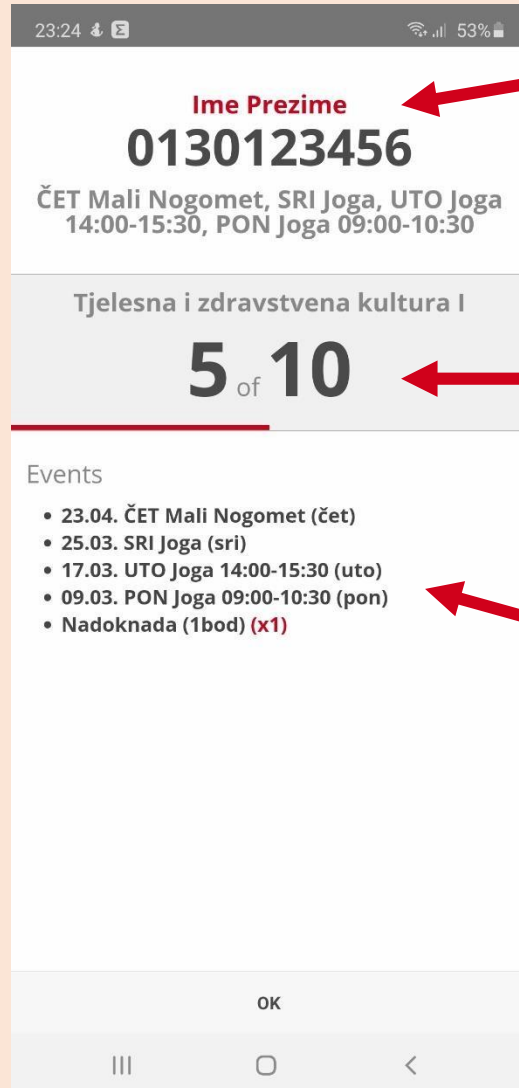 23:24 53%
Ime Prezime
0130123456
ČET Mali Nogomet, SRI Joga, UTO Joga
14:00-15:30, PON Joga 09:00-10:30
Tjelesna i zdravstvena kultura I
5 of 10
Events
• 23.04. ČET Mali Nogomet (čet)
• 25.03. SRI Joga (sri)
• 17.03. UTO Joga 14:00-15:30 (uto)
• 09.03. PON Joga 09:00-10:30 (pon)
• Nadoknada (1bod) (x1)
OK